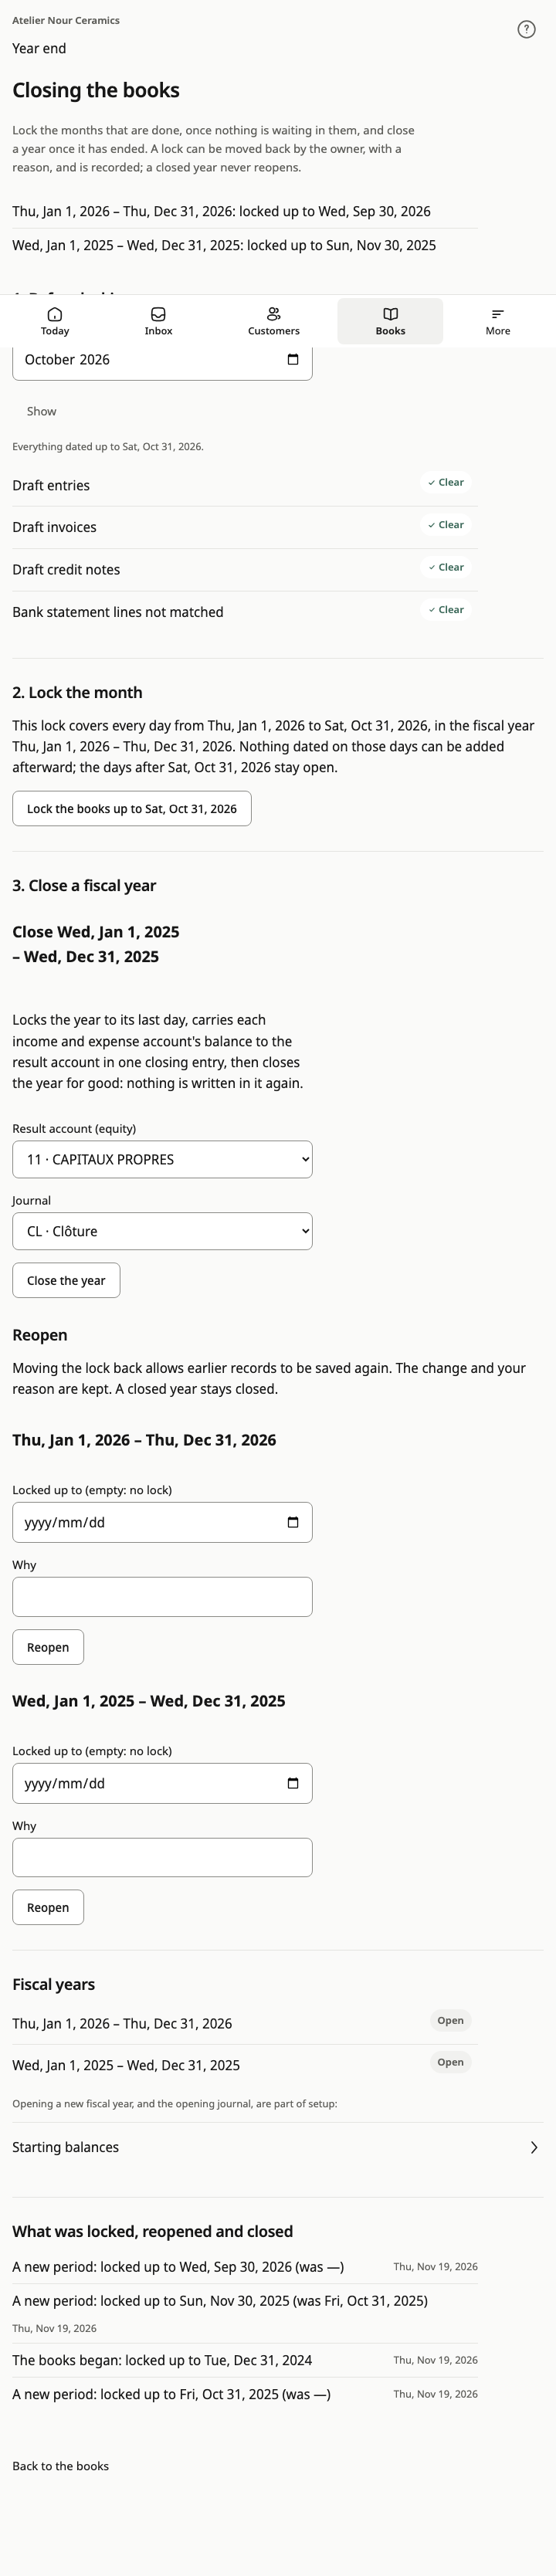 Atelier Nour Ceramics
Year end
Closing the books
Lock the months that are done, once nothing is waiting in them, and close
a year once it has ended. A lock can be moved back by the owner, with a
reason, and is recorded; a closed year never reopens.
Thu, Jan 1, 2026 – Thu, Dec 31, 2026: locked up to Wed, Sep 30, 2026
Wed, Jan 1, 2025 – Wed, Dec 31, 2025: locked up to Sun, Nov 30, 2025
Today
Inbox
Customers
Books
More
October 2026
Show
Everything dated up to Sat, Oct 31, 2026.
Draft entries
Clear
Draft invoices
Clear
Draft credit notes
Clear
Bank statement lines not matched
Clear
2. Lock the month
This lock covers every day from Thu, Jan 1, 2026 to Sat, Oct 31, 2026, in the fiscal year
Thu, Jan 1, 2026 – Thu, Dec 31, 2026. Nothing dated on those days can be added
afterward; the days after Sat, Oct 31, 2026 stay open.
Lock the books up to Sat, Oct 31, 2026
3. Close a fiscal year
Close Wed, Jan 1, 2025
– Wed, Dec 31, 2025
Locks the year to its last day, carries each
income and expense account's balance to the
result account in one closing entry, then closes
the year for good: nothing is written in it again.
Result account (equity)
11 · CAPITAUX PROPRES
Journal
CL · Clôture
Close the year
Reopen
Moving the lock back allows earlier records to be saved again. The change and your
reason are kept. A closed year stays closed.
Thu, Jan 1, 2026 – Thu, Dec 31, 2026
Locked up to (empty: no lock)
yyyy/mm/dd
Why
Reopen
Wed, Jan 1, 2025 – Wed, Dec 31, 2025
Locked up to (empty: no lock)
yyyy/mm/dd
Why
Reopen
Fiscal years
Thu, Jan 1, 2026 – Thu, Dec 31, 2026
Open
Wed, Jan 1, 2025 – Wed, Dec 31, 2025
Open
Opening a new fiscal year, and the opening journal, are part of setup:
Starting balances
What was locked, reopened and closed
A new period: locked up to Wed, Sep 30, 2026 (was —)
Thu, Nov 19, 2026
A new period: locked up to Sun, Nov 30, 2025 (was Fri, Oct 31, 2025)
Thu, Nov 19, 2026
The books began: locked up to Tue, Dec 31, 2024
Thu, Nov 19, 2026
A new period: locked up to Fri, Oct 31, 2025 (was —)
Thu, Nov 19, 2026
Back to the books